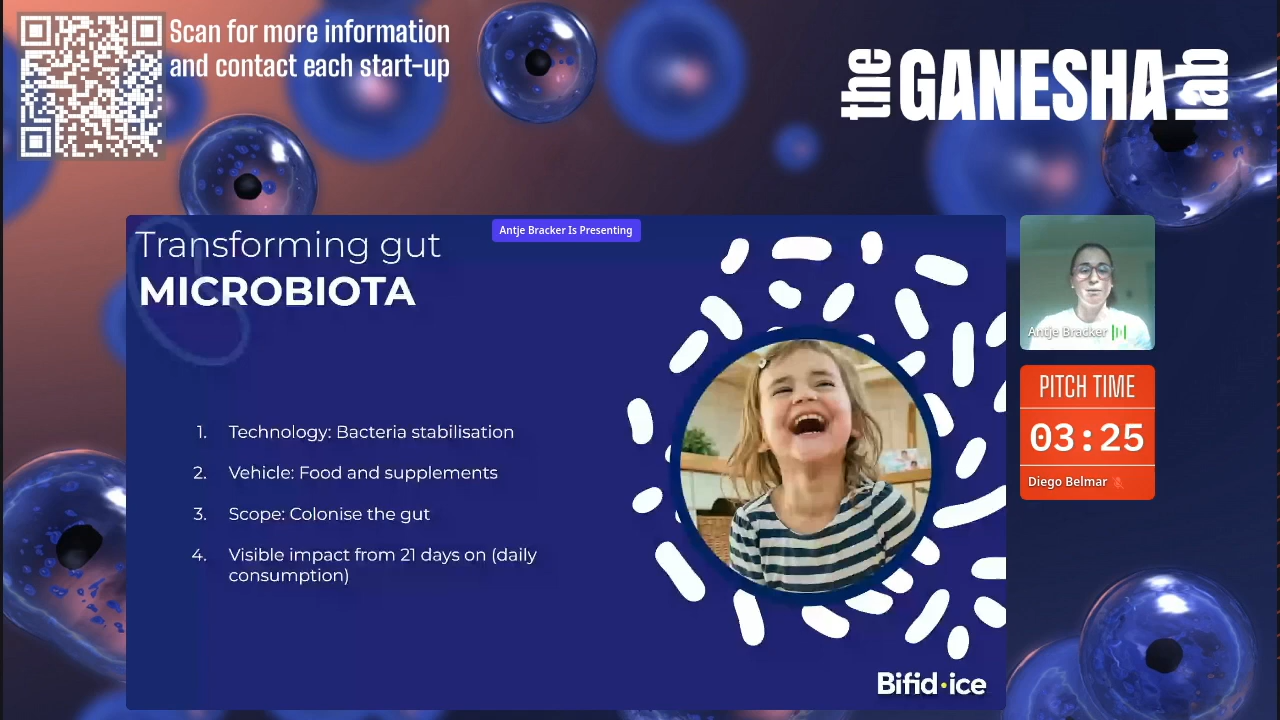 Scan for more information
and contact each start-up
the GANESHA lab
Antje Bracker Is Presenting
Transforming gut
MICROBIOTA
1. Technology: Bacteria stabilisation
2. Vehicle: Food and supplements
3. Scope: Colonise the gut
4. Visible impact from 21 days on (daily
consumption)
Bifid·ice
Antje Bracker
PITCH TIME
03:25
Diego Belmar